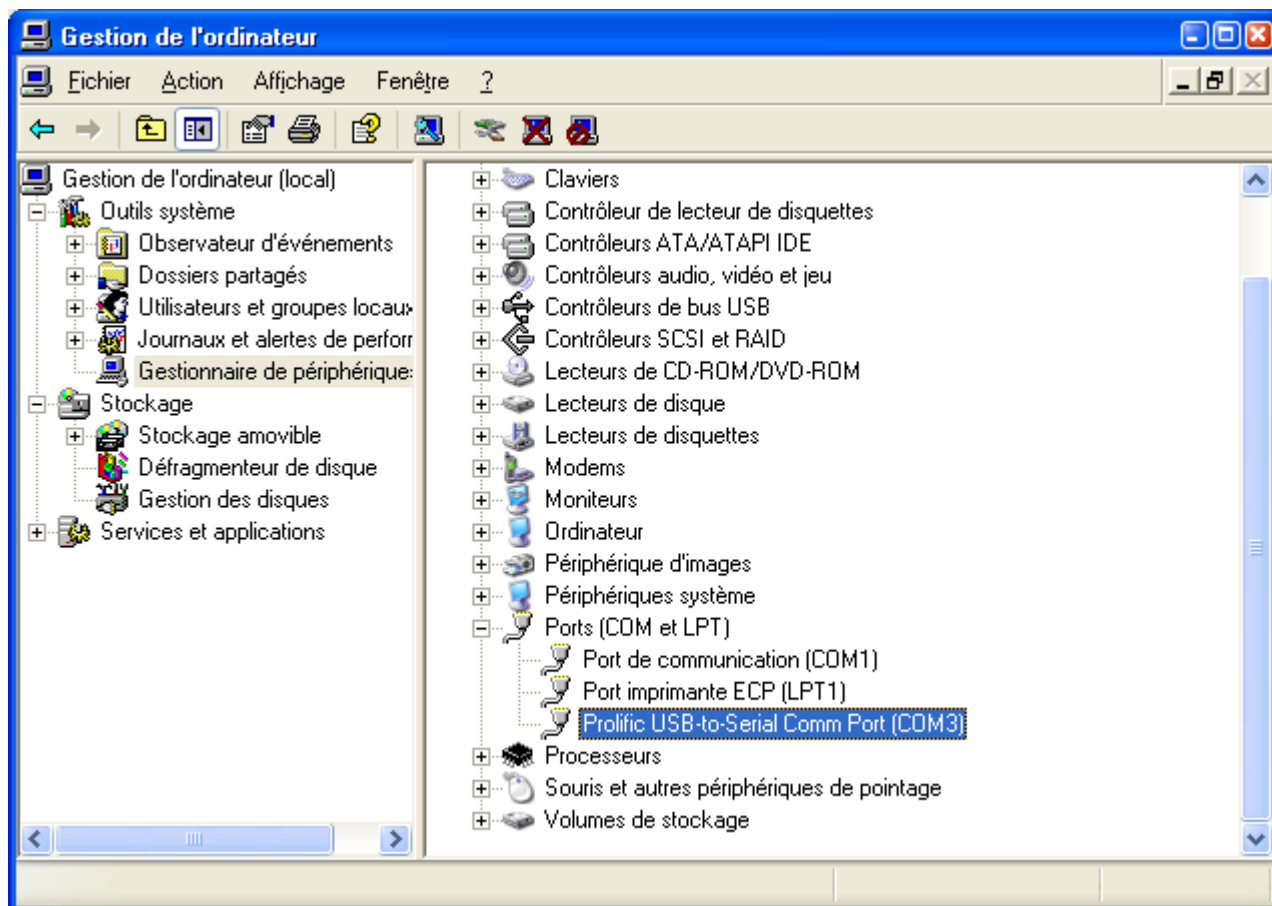 Gestion de l'ordinateur
Fichier Action Affichage Fenêtre ?
Gestion de l'ordinateur (local)
Outils système
Observateur d'événements
Dossiers partagés
Utilisateurs et groupes locaux
Journaux et alertes de perform
Gestionnaire de périphériques
Stockage
Stockage amovible
Défragmenteur de disque
Gestion des disques
Services et applications
Claviers
Contrôleur de lecteur de disquettes
Contrôleurs ATA/ATAPI IDE
Contrôleurs audio, vidéo et jeu
Contrôleurs de bus USB
Contrôleurs SCSI et RAID
Lecteurs de CD-ROM/DVD-ROM
Lecteurs de disque
Lecteurs de disquettes
Modems
Moniteurs
Ordinateur
Périphérique d'images
Périphériques système
Ports (COM et LPT)
Port de communication (COM1)
Port imprimante ECP (LPT1)
Prolific USB-to-Serial Comm Port (COM3)
Processeurs
Souris et autres périphériques de pointage
Volumes de stockage